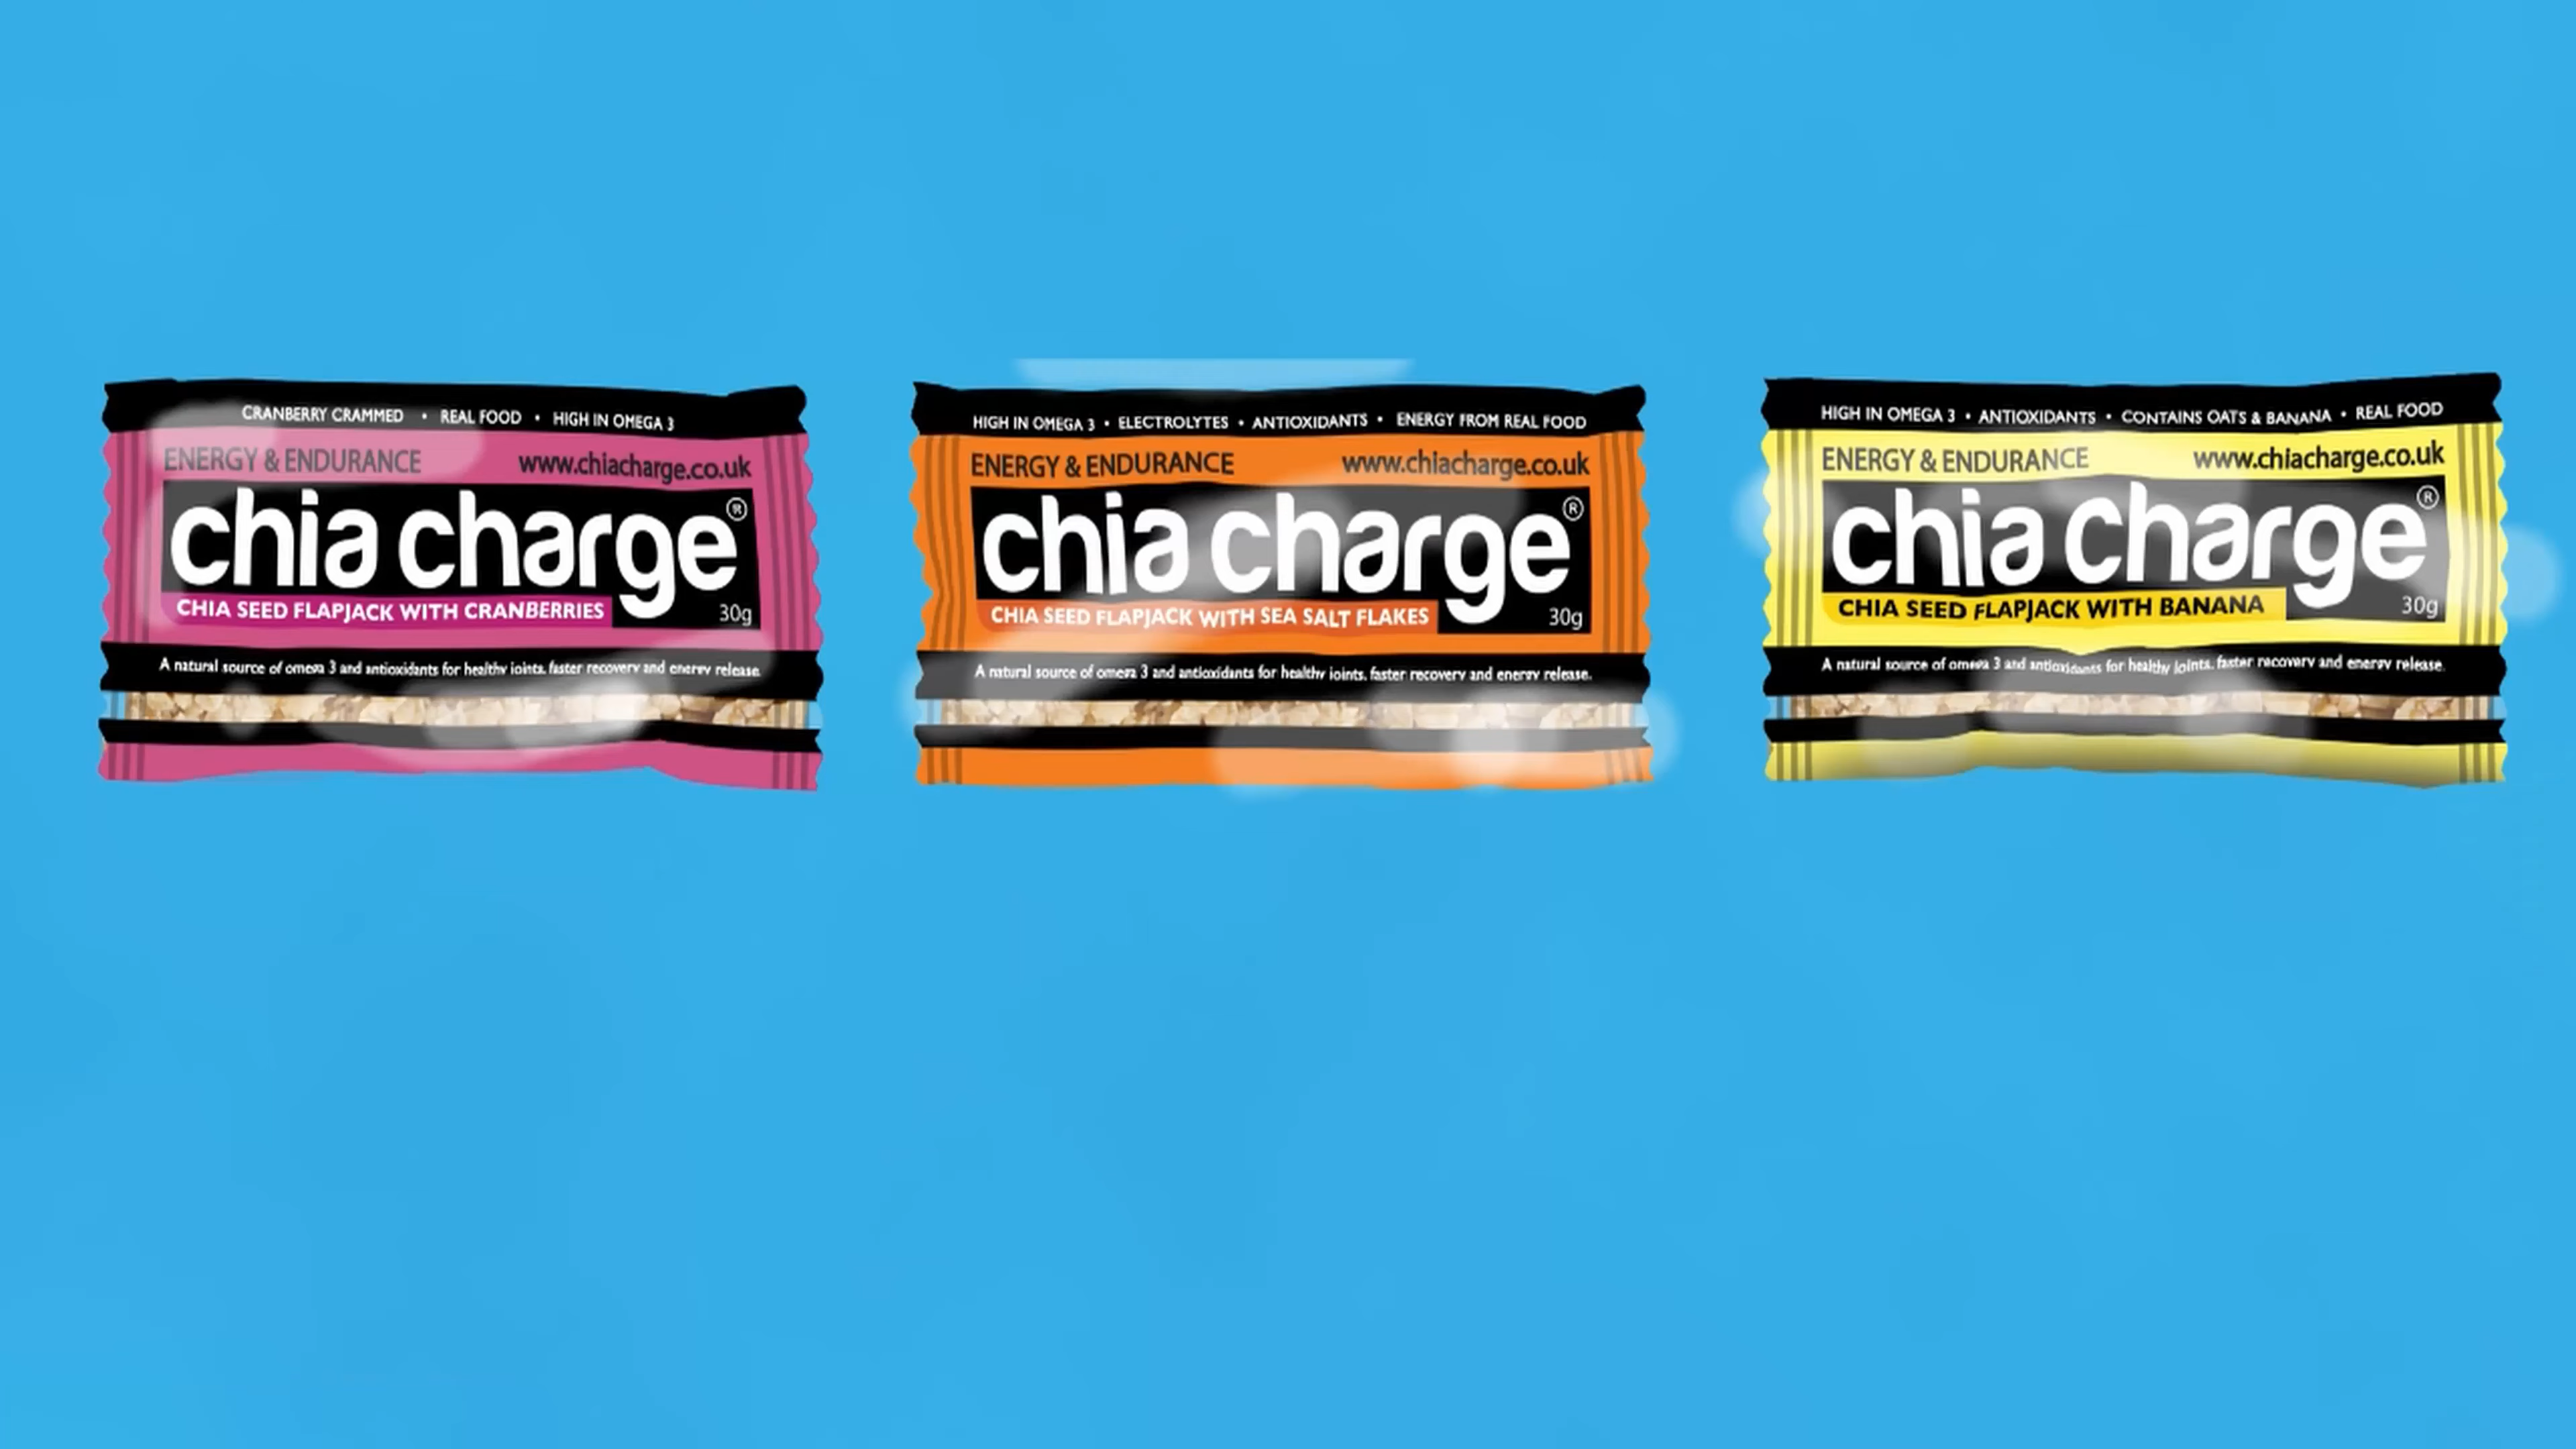 CRANBERRY CRAMMED • REAL FOOD • HIGH IN OMEGA 3
ENERGY & ENDURANCE www.chiacharge.co.uk
chia charge®
CHIA SEED FLAPJACK WITH CRANBERRIES 30g
A natural source of omega 3 and antioxidants for healthy joints, faster recovery and energy release.
HIGH IN OMEGA 3 • ELECTROLYTES • ANTIOXIDANTS • ENERGY FROM REAL FOOD
ENERGY & ENDURANCE www.chiacharge.co.uk
chia charge®
CHIA SEED FLAPJACK WITH SEA SALT FLAKES 30g
A natural source of omega 3 and antioxidants for healthy joints, faster recovery and energy release.
HIGH IN OMEGA 3 • ANTIOXIDANTS • CONTAINS OATS & BANANA • REAL FOOD
ENERGY & ENDURANCE www.chiacharge.co.uk
chia charge®
CHIA SEED FLAPJACK WITH BANANA 30g
A natural source of omega 3 and antioxidants for healthy joints, faster recovery and energy release.